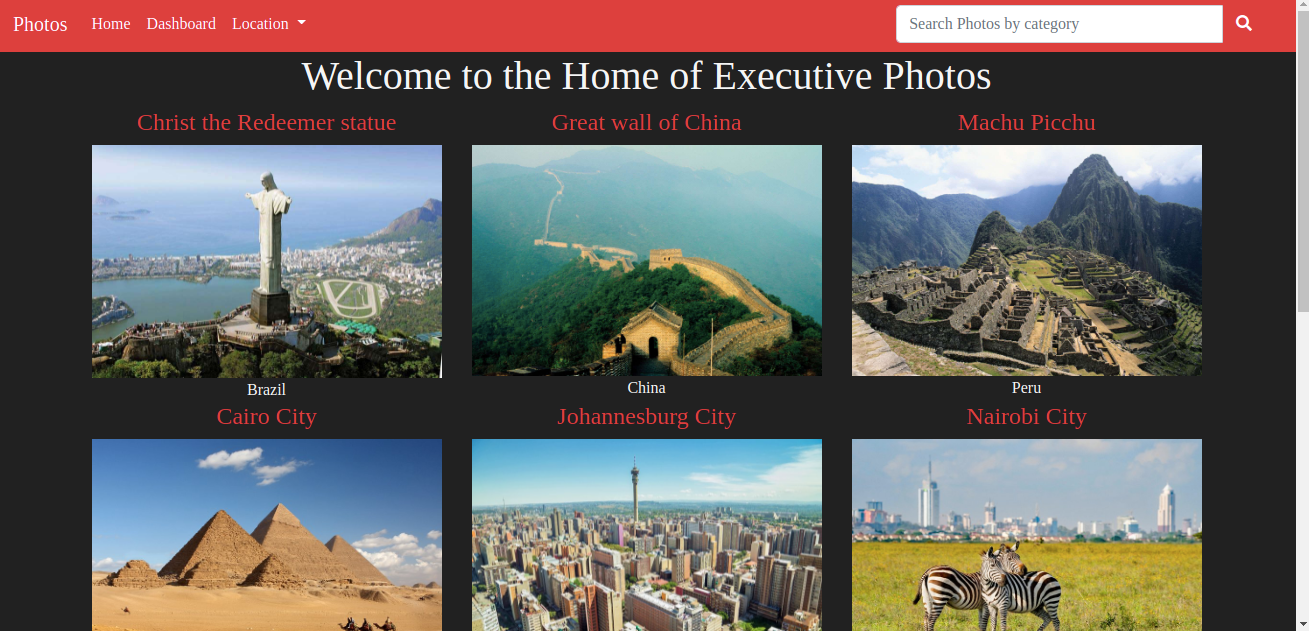 Photos Home Dashboard Location Search Photos by category
Welcome to the Home of Executive Photos
Christ the Redeemer statue Great wall of China Machu Picchu
Brazil China Peru
Cairo City Johannesburg City Nairobi City